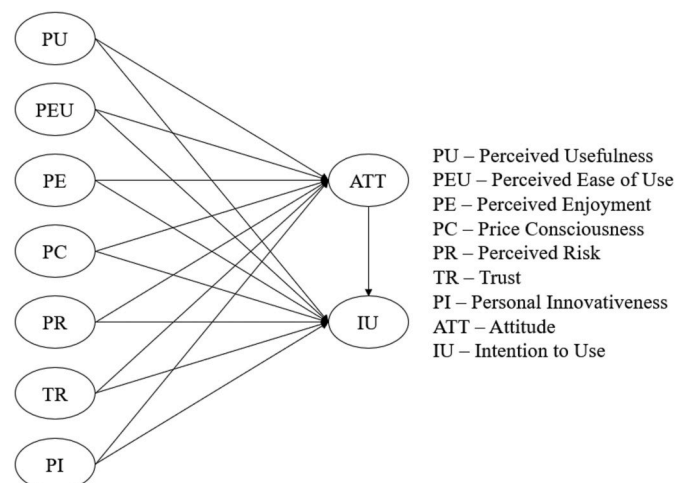 PU
PEU
PE
PC
PR
TR
PI
ATT
IU
PU – Perceived Usefulness
PEU – Perceived Ease of Use
PE – Perceived Enjoyment
PC – Price Consciousness
PR – Perceived Risk
TR – Trust
PI – Personal Innovativeness
ATT – Attitude
IU – Intention to Use